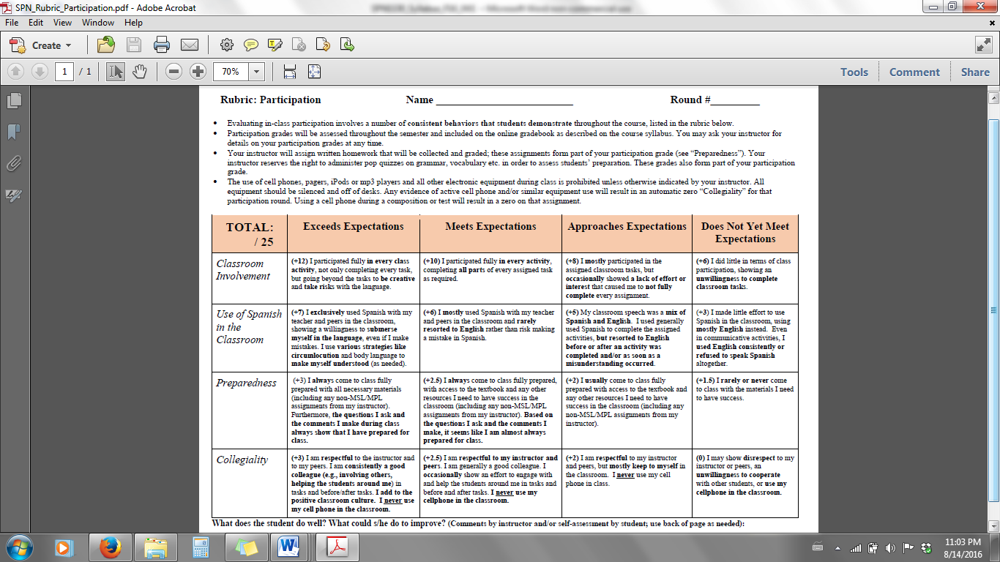 SPN_Rubric_Participation.pdf - Adobe Acrobat
File Edit View Window Help
Create
1 / 1 70% Tools Comment Share
Rubric: Participation Name ________________________ Round #_________
• Evaluating in-class participation involves a number of consistent behaviors that students demonstrate throughout the course, listed in the rubric below.
• Participation grades will be assessed throughout the semester and included on the online gradebook as described on the course syllabus. You may ask your instructor for
details on your participation grades at any time.
• Your instructor will assign written homework that will be collected and graded; these assignments form part of your participation grade (see “Preparedness”). Your
instructor reserves the right to administer pop quizzes on grammar, vocabulary etc. in order to assess students’ preparation. These grades also form part of your participation
grade.
• The use of cell phones, pagers, iPods or mp3 players and all other electronic equipment during class is prohibited unless otherwise indicated by your instructor. All
equipment should be silenced and off of desks. Any evidence of active cell phone and/or similar equipment use will result in an automatic zero “Collegiality” for that
participation round. Using a cell phone during a composition or test will result in a zero on that assignment.
TOTAL:
/ 25
Exceeds Expectations
Meets Expectations
Approaches Expectations
Does Not Yet Meet
Expectations
Classroom
Involvement
(+12) I participated fully in every class
activity, not only completing every task,
but going beyond the tasks to be creative
and take risks with the language.
(+10) I participated fully in every activity,
completing all parts of every assigned task
as required.
(+8) I mostly participated in the
assigned classroom tasks, but
occasionally showed a lack of effort or
interest that caused me to not fully
complete every assignment.
(+6) I did little in terms of class
participation, showing an
unwillingness to complete
classroom tasks.
Use of Spanish
in the
Classroom
(+7) I exclusively used Spanish with my
teacher and peers in the classroom,
showing a willingness to submerse
myself in the language, even if I make
mistakes. I use various strategies like
circumlocution and body language to
make myself understood (as needed).
(+6) I mostly used Spanish with my teacher
and peers in the classroom and rarely
resorted to English rather than risk making
a mistake in Spanish.
(+5) My classroom speech was a mix of
Spanish and English. I used generally
used Spanish to complete the assigned
activities, but resorted to English
before or after an activity was
completed and/or as soon as a
misunderstanding occurred.
(+3) I made little effort to use
Spanish in the classroom, using
mostly English instead. Even
in communicative activities, I
used English consistently or
refused to speak Spanish
altogether.
Preparedness
(+3) I always come to class fully
prepared with all necessary materials
(including any non-MSL/MPL
assignments from my instructor).
Furthermore, the questions I ask and
the comments I make during class
always show that I have prepared for
class.
(+2.5) I always come to class fully prepared,
with access to the textbook and any other
resources I need to have success in the
classroom (including any non-MSL/MPL
assignments from my instructor). Based on
the questions I ask and the comments I
make, it seems like I am almost always
prepared for class.
(+2) I usually come to class fully
prepared with access to the textbook and
any other resources I need to have
success in the classroom (including any
non-MSL/MPL assignments from my
instructor).
(+1.5) I rarely or never come
to class with the materials I need
to have success.
Collegiality
(+3) I am respectful to the instructor and
to my peers. I am consistently a good
colleague (e.g., involving others,
helping the students around me) in
tasks and before/after tasks. I add to the
positive classroom culture. I never use
my cell phone in the classroom.
(+2.5) I am respectful to my instructor and
peers. I am generally a good colleague. I
occasionally show an effort to engage with
and help the students around me in tasks and
before and after tasks. I never use my
cellphone in the classroom.
(+2) I am respectful to my instructor
and peers, but mostly keep to myself in
the classroom. I never use my cell
phone in class.
(0) I may show disrespect to my
instructor or peers, an
unwillingness to cooperate
with other students, or use my
cellphone in the classroom.
What does the student do well? What could s/he do to improve? (Comments by instructor and/or self-assessment by student; use back of page as needed):
11:03 PM
8/14/2016